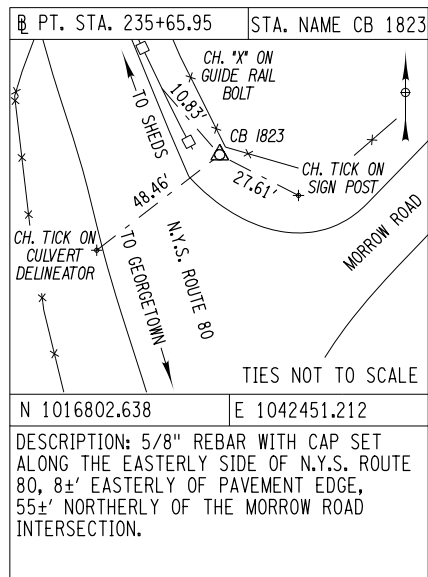 ℄ PT. STA. 235+65.95
STA. NAME CB 1823
CH. "X" ON
GUIDE RAIL
BOLT
10.83'
TO SHEDS
CB 1823
CH. TICK ON
SIGN POST
27.61'
48.46'
MORROW ROAD
CH. TICK ON
CULVERT
DELINEATOR
N.Y.S. ROUTE 80
TO GEORGETOWN
TIES NOT TO SCALE
N 1016802.638
E 1042451.212
DESCRIPTION: 5/8" REBAR WITH CAP SET
ALONG THE EASTERLY SIDE OF N.Y.S. ROUTE
80, 8±' EASTERLY OF PAVEMENT EDGE,
55±' NORTHERLY OF THE MORROW ROAD
INTERSECTION.